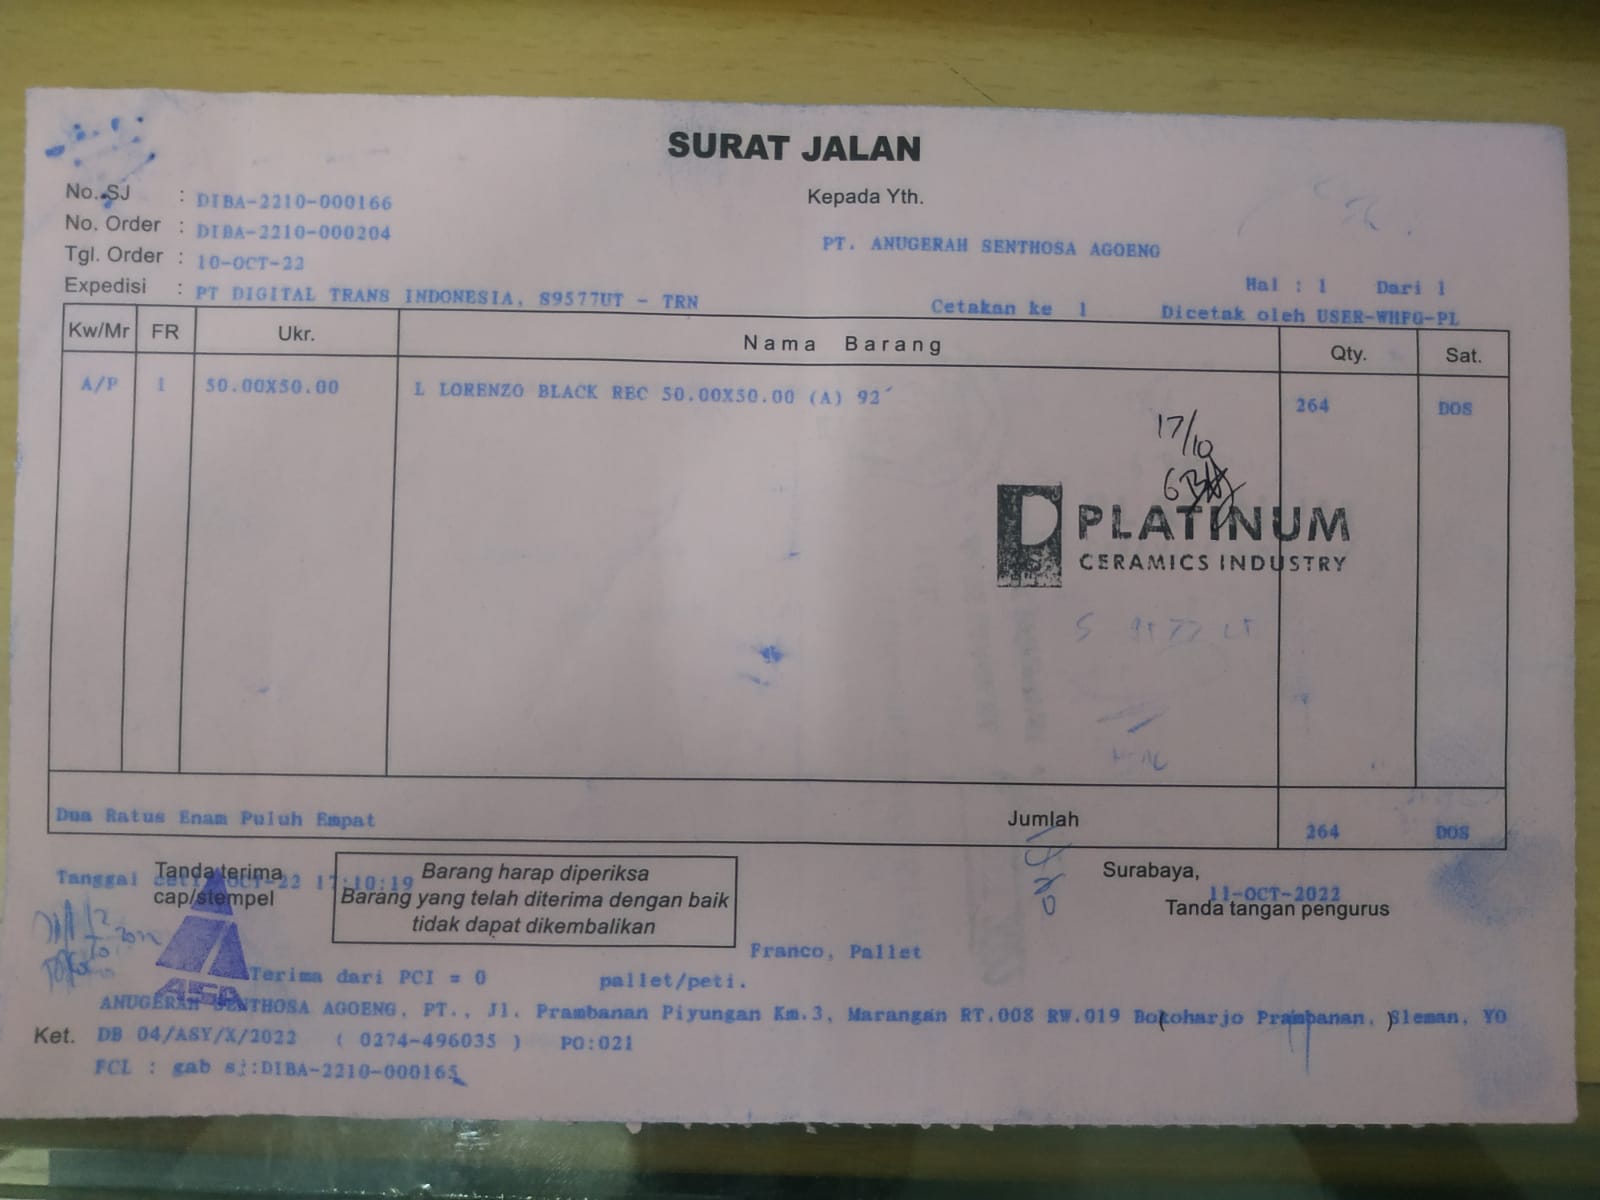 SURAT JALAN
No. SJ : DIBA-2210-000166
Kepada Yth.
No. Order : DIBA-2210-000204
PT. ANUGERAH SENTHOSA AGOENG
Tgl. Order : 10-OCT-22
Hal : 1 Dari 1
Expedisi : PT DIGITAL TRANS INDONESIA, S9577UT - TRN
Cetakan ke 1 Dicetak oleh USER-WHFG-PL
Kw/Mr FR Ukr. Nama Barang Qty. Sat.
A/P 1 50.00X50.00 L LORENZO BLACK REC 50.00X50.00 (A) 92 264 DOS
17/10
PLATINUM
CERAMICS INDUSTRY
Dua Ratus Enam Puluh Empat Jumlah 264 DOS
Tanda terima
cap/stempel
Tanggal OCT-22 17:10:19
Barang harap diperiksa
Barang yang telah diterima dengan baik
tidak dapat dikembalikan
Surabaya,
11-OCT-2022
Tanda tangan pengurus
Franco, Pallet
Terima dari PCI = 0 pallet/peti.
ASA
ANUGERAH SENTHOSA AGOENG, PT., Jl. Prambanan Piyungan Km.3, Marangan RT.008 RW.019 Bokoharjo Prambanan, Sleman, YO
Ket. DB 04/ASY/X/2022 ( 0274-496035 ) PO:021
FCL : gab sj:DIBA-2210-000165